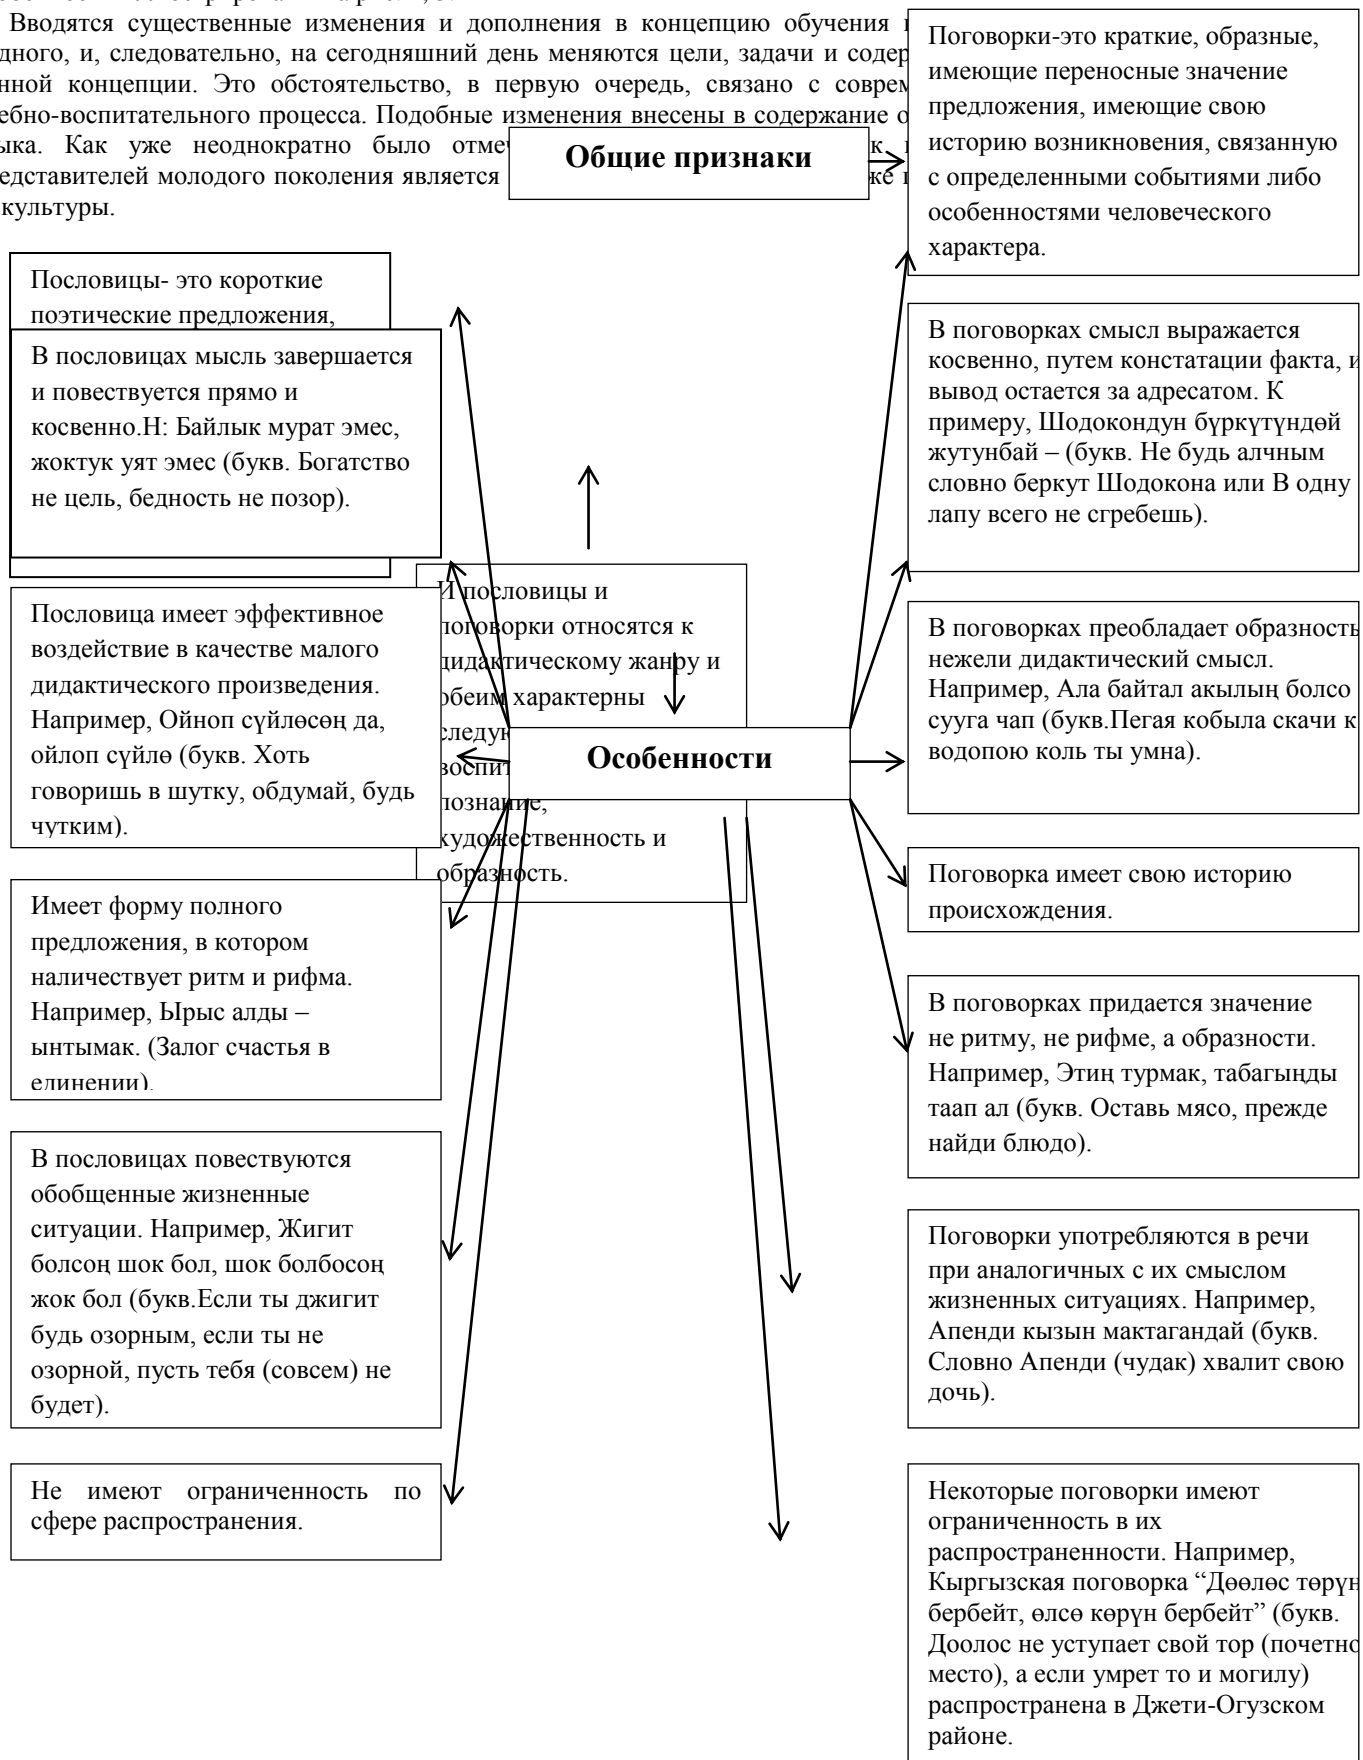 Вводятся существенные изменения и дополнения в концепцию обучения
и, следовательно, на сегодняшний день меняются цели, задачи и
концепции. Это обстоятельство, в первую очередь, связано с
процесса. Подобные изменения внесены в содержание
Как уже неоднократно было
молодого поколения является
культуры.
Общие признаки
Поговорки-это краткие, образные,
имеющие переносные значение
предложения, имеющие свою
историю возникновения, связанную
с определенными событиями либо
особенностями человеческого
характера.
Пословицы- это короткие
поэтические предложения,
В пословицах мысль завершается
и повествуется прямо и
косвенно.Н: Байлык мурат эмес,
жоктук уят эмес (букв. Богатство
не цель, бедность не позор).
В поговорках смысл выражается
косвенно, путем констатации факта, и
вывод остается за адресатом. К
примеру, Шодокондун бүркүтүндөй
жутунбай – (букв. Не будь алчным
словно беркут Шодокона или В одну
лапу всего не сгребешь).
И пословицы и
поговорки относятся к
дидактическому жанру и
обеим характерны
познание,
художественность и
образность.
Особенности
Пословица имеет эффективное
воздействие в качестве малого
дидактического произведения.
Например, Ойноп сүйлөсөң да,
ойлоп сүйлө (букв. Хоть
говоришь в шутку, обдумай, будь
чутким).
В поговорках преобладает образность
нежели дидактический смысл.
Например, Ала байтал акылың болсо
сууга чап (букв.Пегая кобыла скачи к
водопою коль ты умна).
Поговорка имеет свою историю
происхождения.
Имеет форму полного
предложения, в котором
наличествует ритм и рифма.
Например, Ырыс алды –
ынтымак. (Залог счастья в
единении).
В поговорках придается значение
не ритму, не рифме, а образности.
Например, Этиң турмак, табагыңды
таап ал (букв. Оставь мясо, прежде
найди блюдо).
В пословицах повествуются
обобщенные жизненные
ситуации. Например, Жигит
болсоң шок бол, шок болбосоң
жок бол (букв.Если ты джигит
будь озорным, если ты не
озорной, пусть тебя (совсем) не
будет).
Поговорки употребляются в речи
при аналогичных с их смыслом
жизненных ситуациях. Например,
Апенди кызын мактагандай (букв.
Словно Апенди (чудак) хвалит свою
дочь).
Не имеют ограниченность по
сфере распространения.
Некоторые поговорки имеют
ограниченность в их
распространенности. Например,
Кыргызская поговорка “Дөөлөс төрүн
бербейт, өлсө көрүн бербейт” (букв.
Доолос не уступает свой тор
место), а если умрет то и могилу)
распространена в Джети-Огузском
районе.